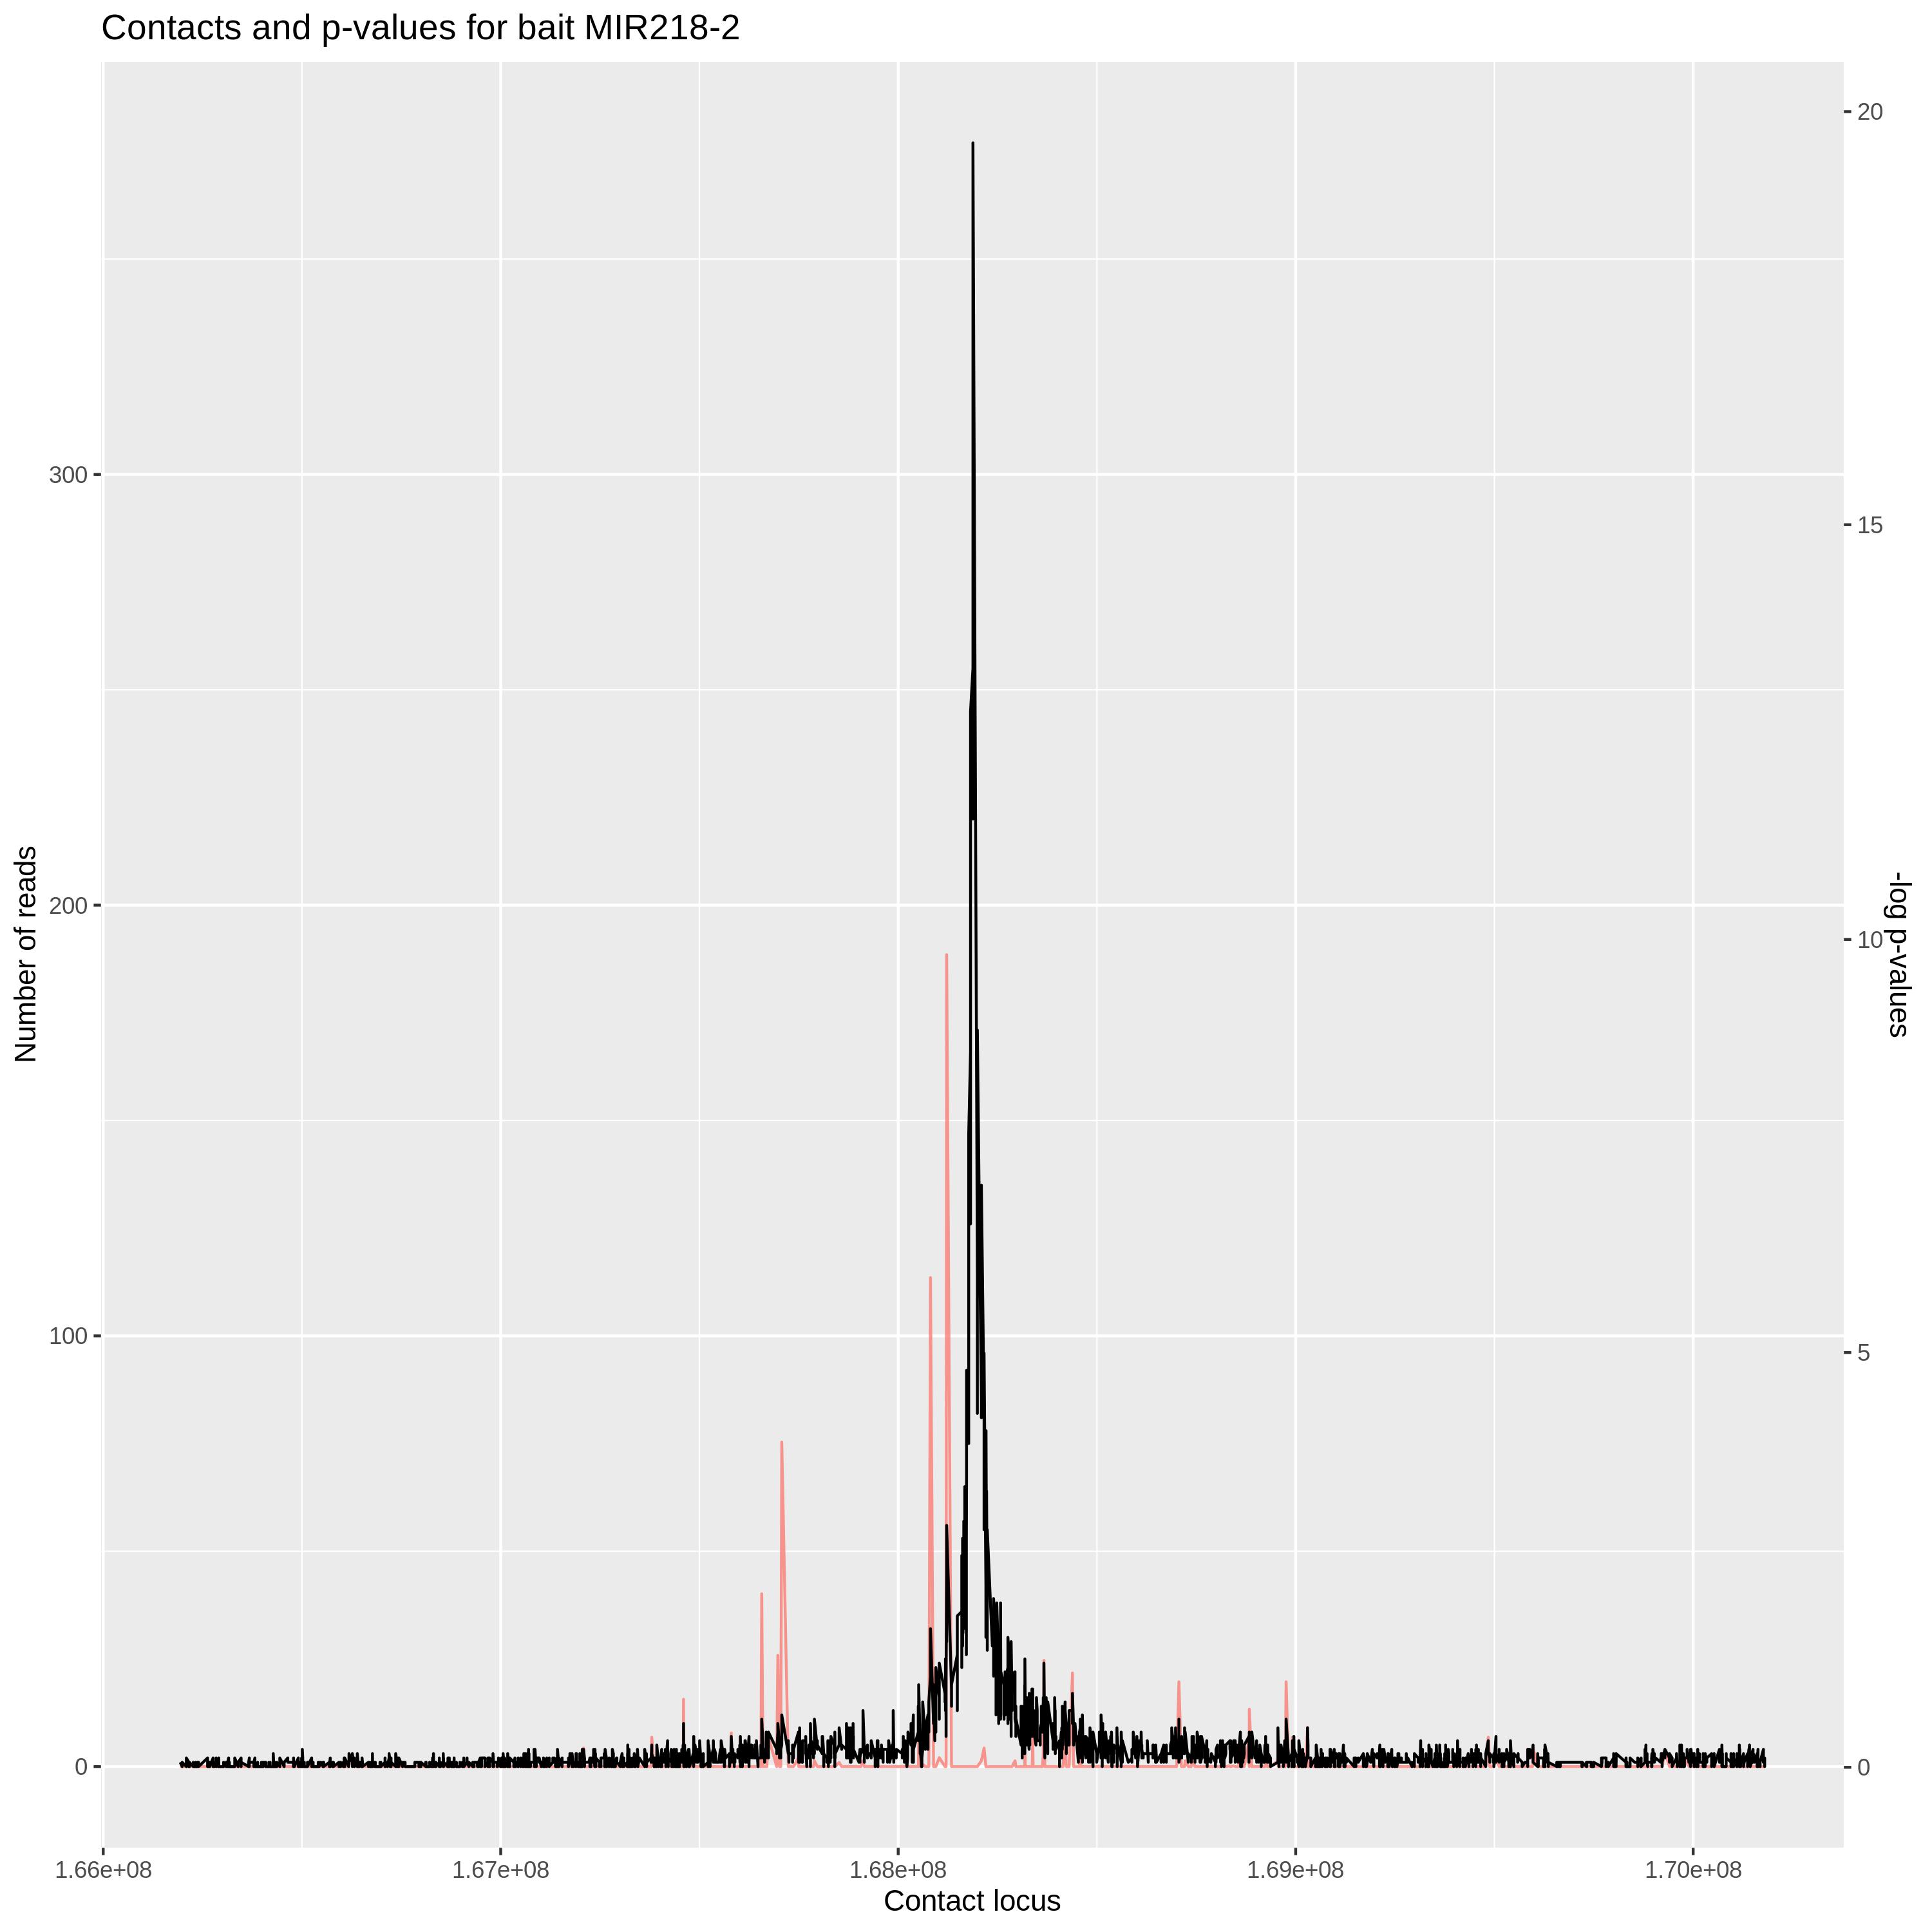 Contacts and p-values for bait MIR218-2
20
300
15
Number of reads
200
10
-log p-values
100
5
0
0
1.66e+08
1.67e+08
1.68e+08
1.69e+08
1.70e+08
Contact locus